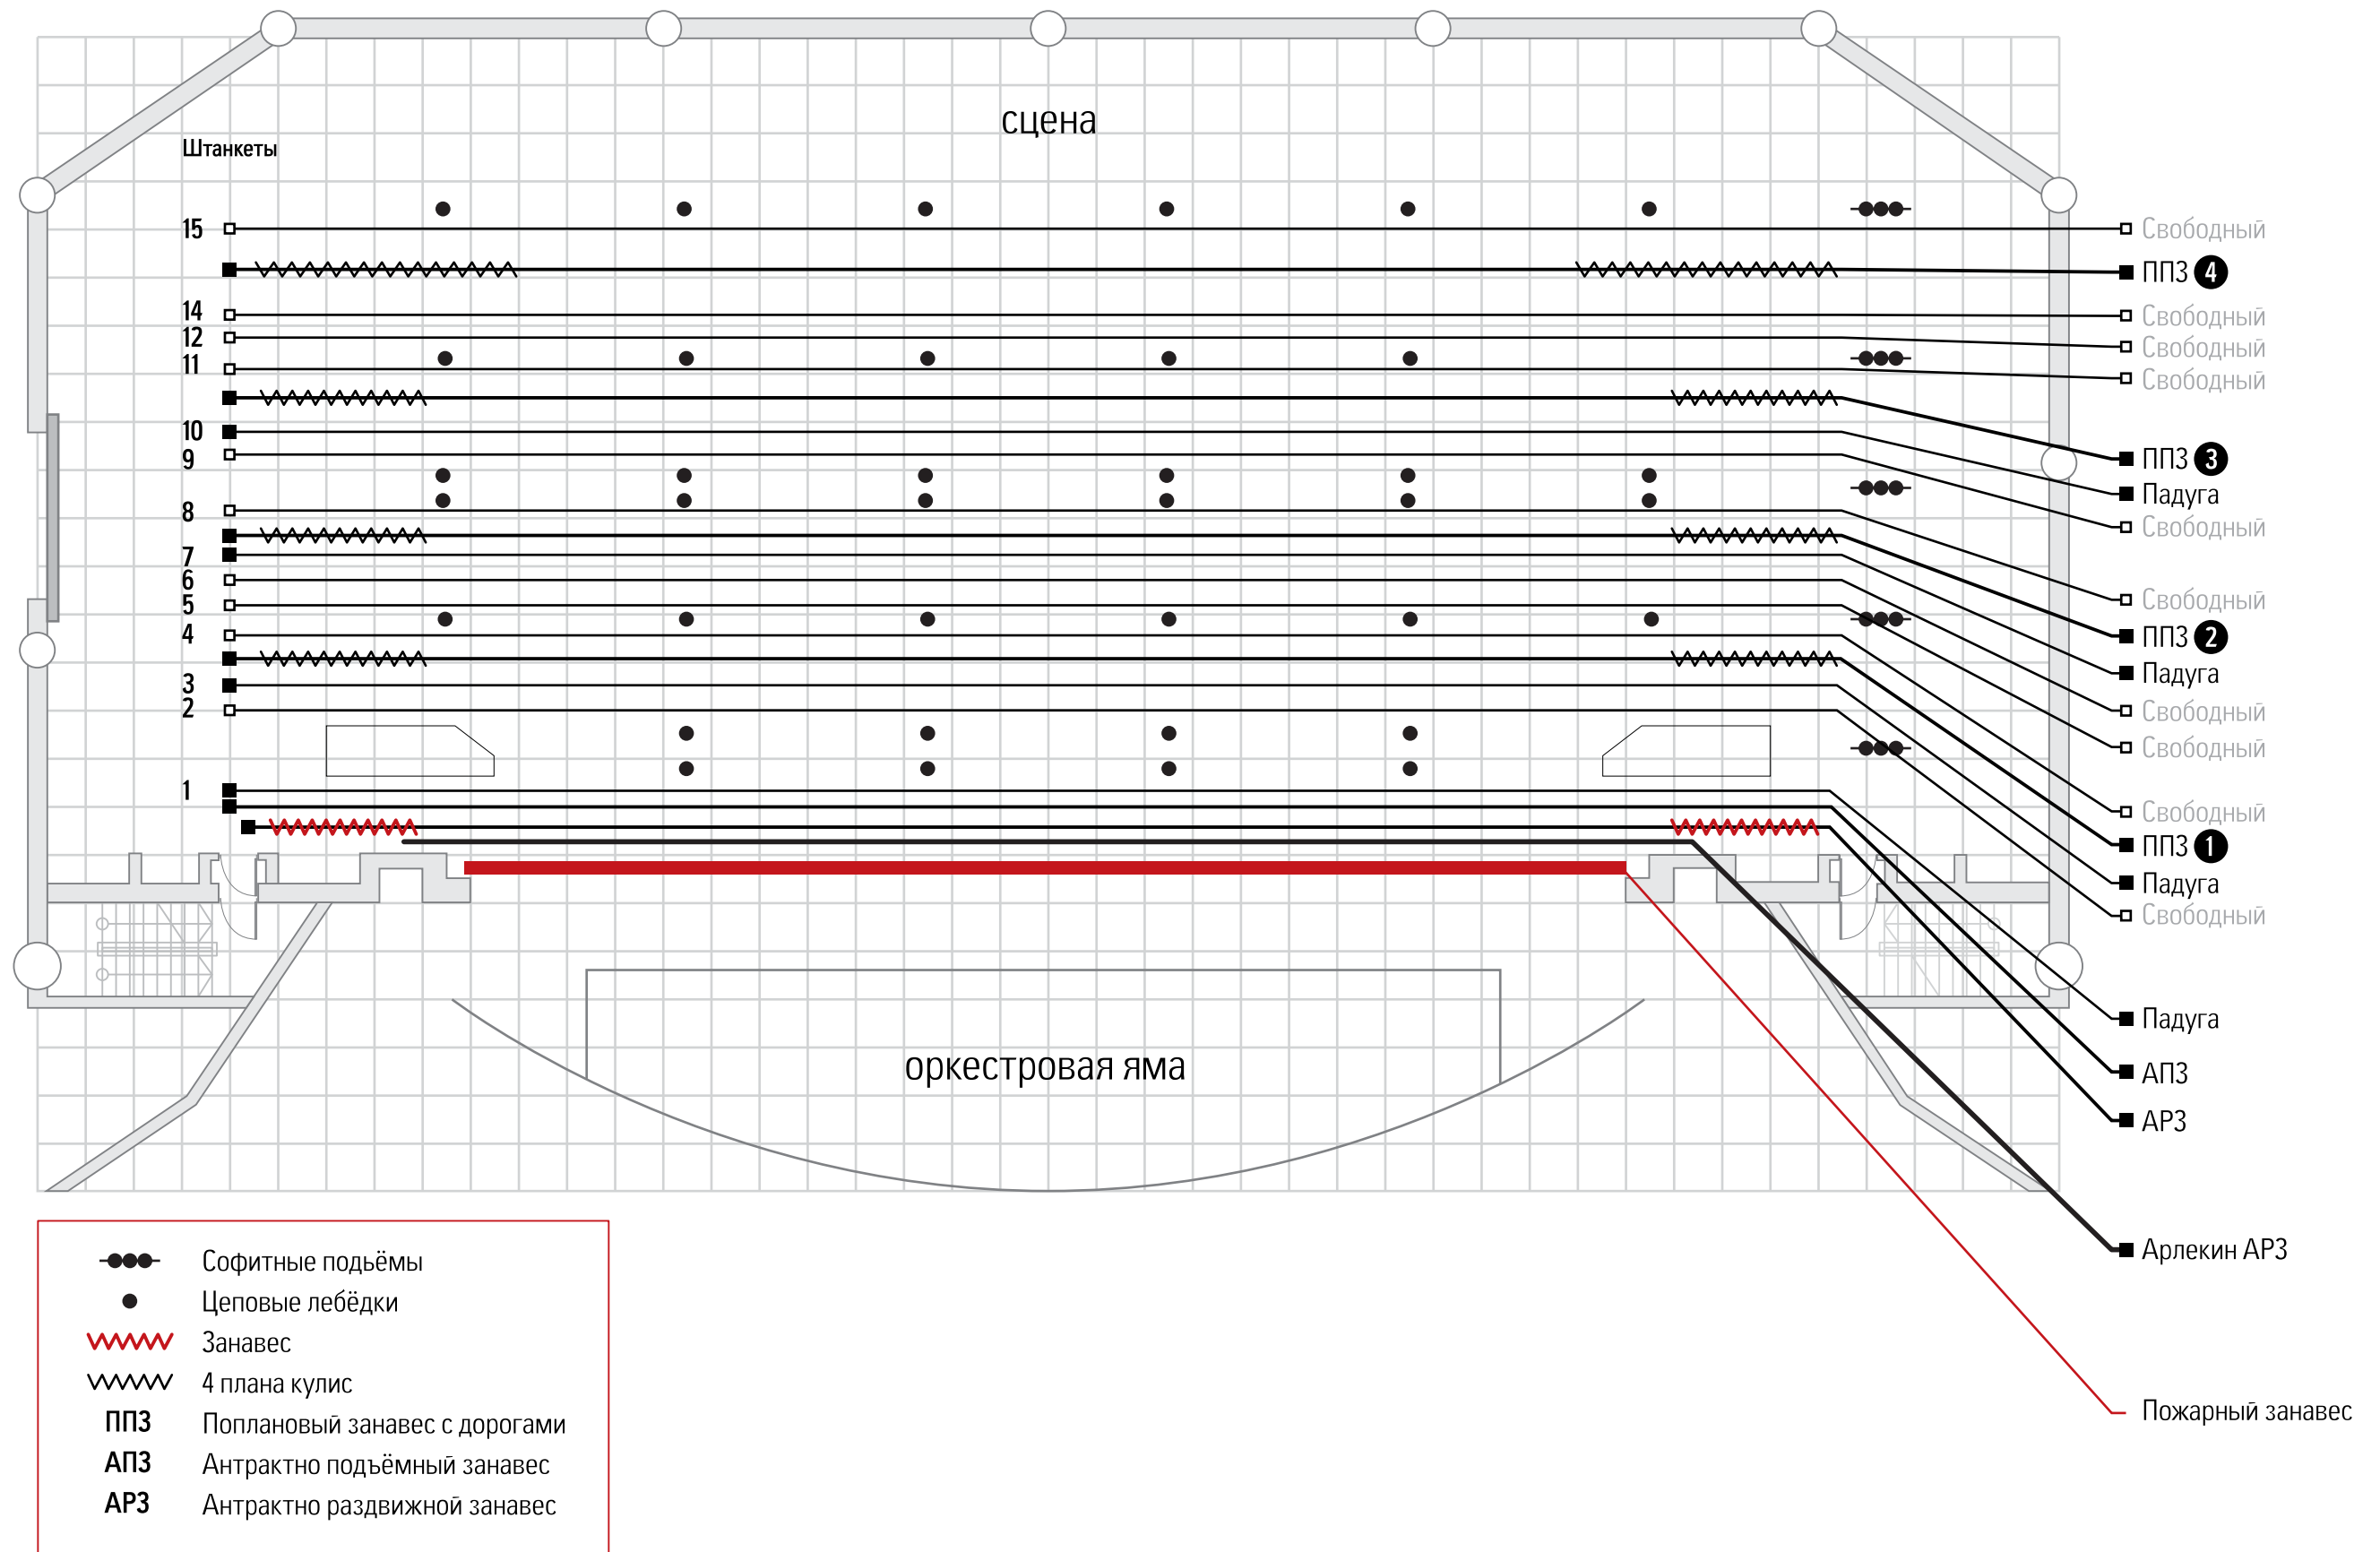 сцена
Штанкеты
15
Свободный
ППЗ 4
14
Свободный
12
Свободный
11
Свободный
ППЗ 3
10
Падуга
9
Свободный
8
Свободный
ППЗ 2
7
Падуга
6
Свободный
5
Свободный
4
Свободный
ППЗ 1
3
Падуга
2
Свободный
1
Падуга
АПЗ
АРЗ
оркестровая яма
Арлекин АРЗ
Пожарный занавес
Софитные подьёмы
Цеповые лебёдки
Занавес
4 плана кулис
ППЗ Поплановый занавес с дорогами
АПЗ Антрактно подъёмный занавес
АРЗ Антрактно раздвижной занавес